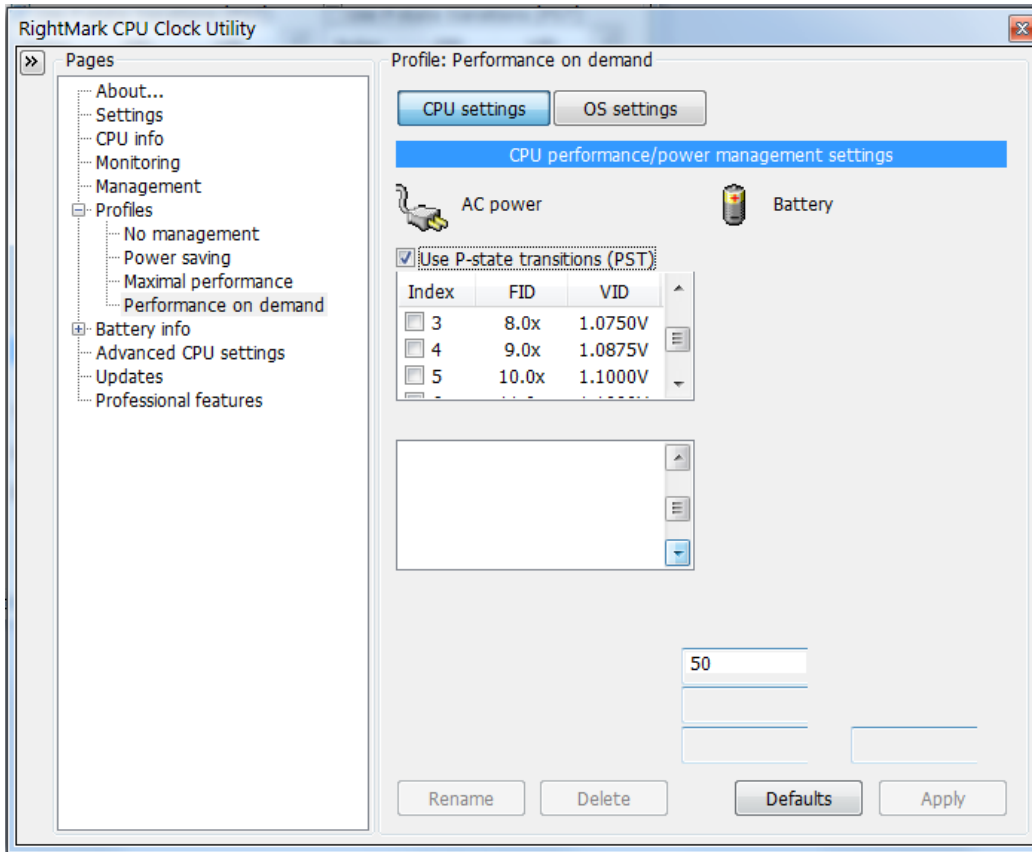 RightMark CPU Clock Utility
Pages
About...
Settings
CPU info
Monitoring
Management
Profiles
No management
Power saving
Maximal performance
Performance on demand
Battery info
Advanced CPU settings
Updates
Professional features
Profile: Performance on demand
CPU settings OS settings
CPU performance/power management settings
AC power Battery
Use P-state transitions (PST)
Index FID VID
3 8.0x 1.0750V
4 9.0x 1.0875V
5 10.0x 1.1000V
50
Rename Delete Defaults Apply